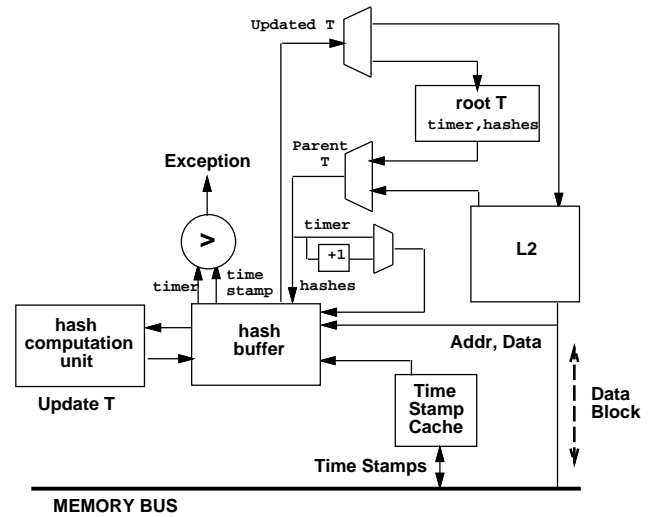 Updated T
root T
timer,hashes
Parent
T
Exception
timer
>
+1
L2
timer
time
stamp
hashes
hash
computation
unit
hash
buffer
Addr, Data
Update T
Time
Stamp
Cache
Data
Block
Time Stamps
MEMORY BUS